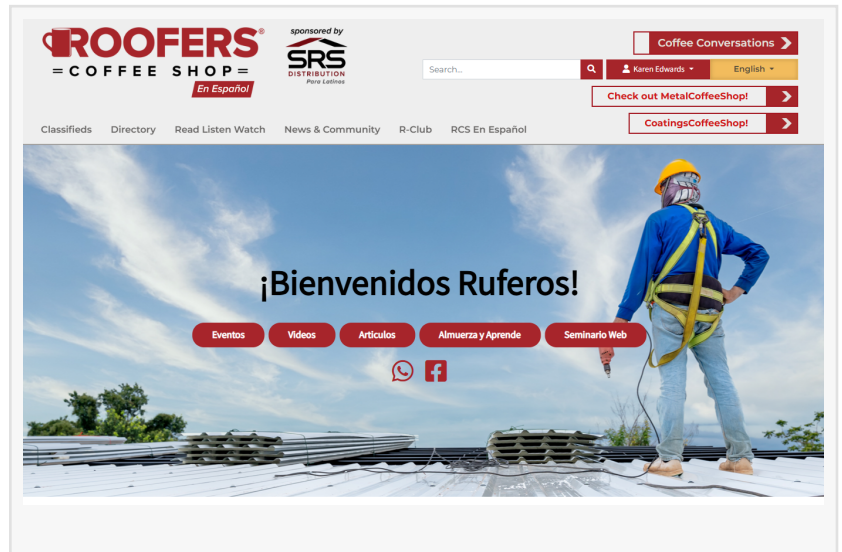 ROOFERS®
= COFFEE SHOP =
En Español
sponsored by
SRS
DISTRIBUTION
Para Latinos
Coffee Conversations
Search...
Karen Edwards
English
Check out MetalCoffeeShop!
CoatingsCoffeeShop!
Classifieds Directory Read Listen Watch News & Community R-Club RCS En Español
¡Bienvenidos Ruferos!
Eventos Videos Articulos Almuerza y Aprende Seminario Web